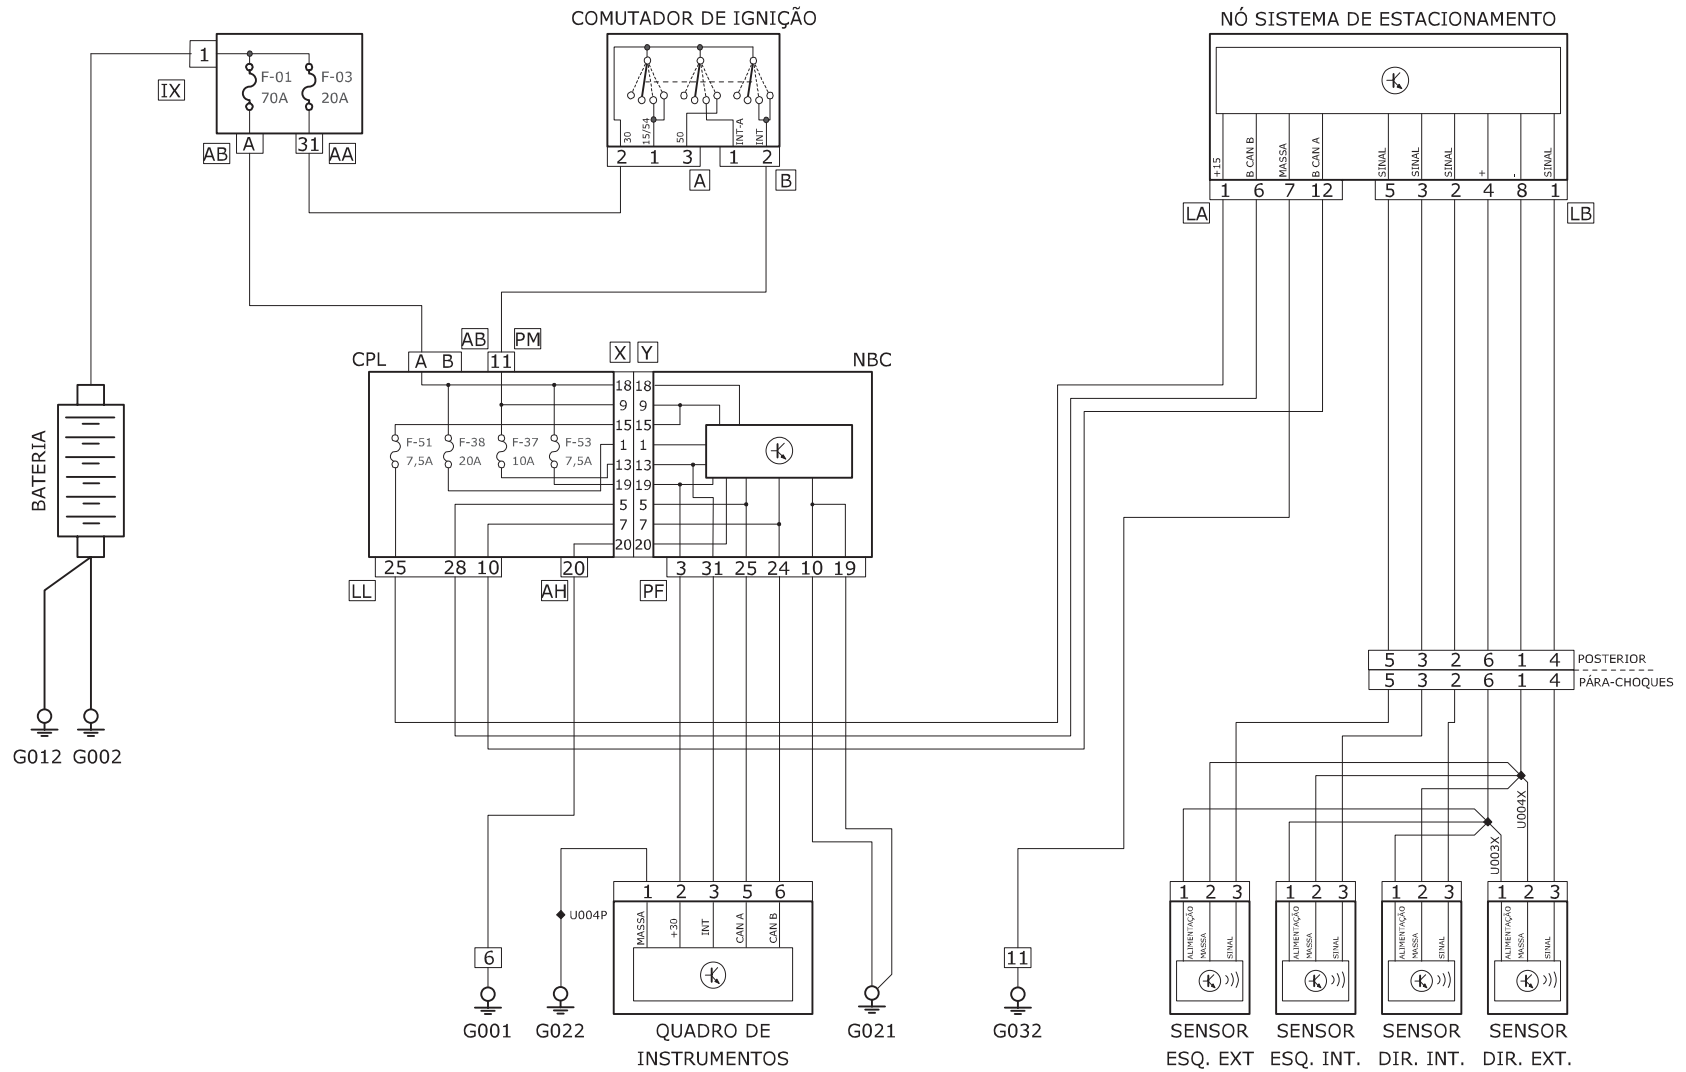 COMUTADOR DE IGNIÇÃO
NÓ SISTEMA DE ESTACIONAMENTO
1
F-01
70A
F-03
20A
IX
AB
A
31
AA
30
15/54
50
INT-A
INT
2
1
3
1
2
A
B
+15
B CAN B
MASSA
B CAN A
SINAL
SINAL
SINAL
+
-
SINAL
1
6
7
12
5
3
2
4
8
1
LA
LB
AB
PM
CPL
A
B
11
X
Y
NBC
18
18
9
9
15
15
1
1
13
13
19
19
5
5
7
7
20
20
F-51
7,5A
F-38
20A
F-37
10A
F-53
7,5A
BATERIA
25
28
10
20
3
31
25
24
10
19
LL
AH
PF
5
3
2
6
1
4
POSTERIOR
5
3
2
6
1
4
PÁRA-CHOQUES
G012
G002
U004X
U003X
1
2
3
5
6
MASSA
+30
INT
CAN A
CAN B
U004P
6
11
1
2
3
1
2
3
1
2
3
1
2
3
ALIMENTAÇÃO
MASSA
SINAL
ALIMENTAÇÃO
MASSA
SINAL
ALIMENTAÇÃO
MASSA
SINAL
ALIMENTAÇÃO
MASSA
SINAL
G001
G022
QUADRO DE
INSTRUMENTOS
G021
G032
SENSOR
ESQ. EXT
SENSOR
ESQ. INT.
SENSOR
DIR. INT.
SENSOR
DIR. EXT.